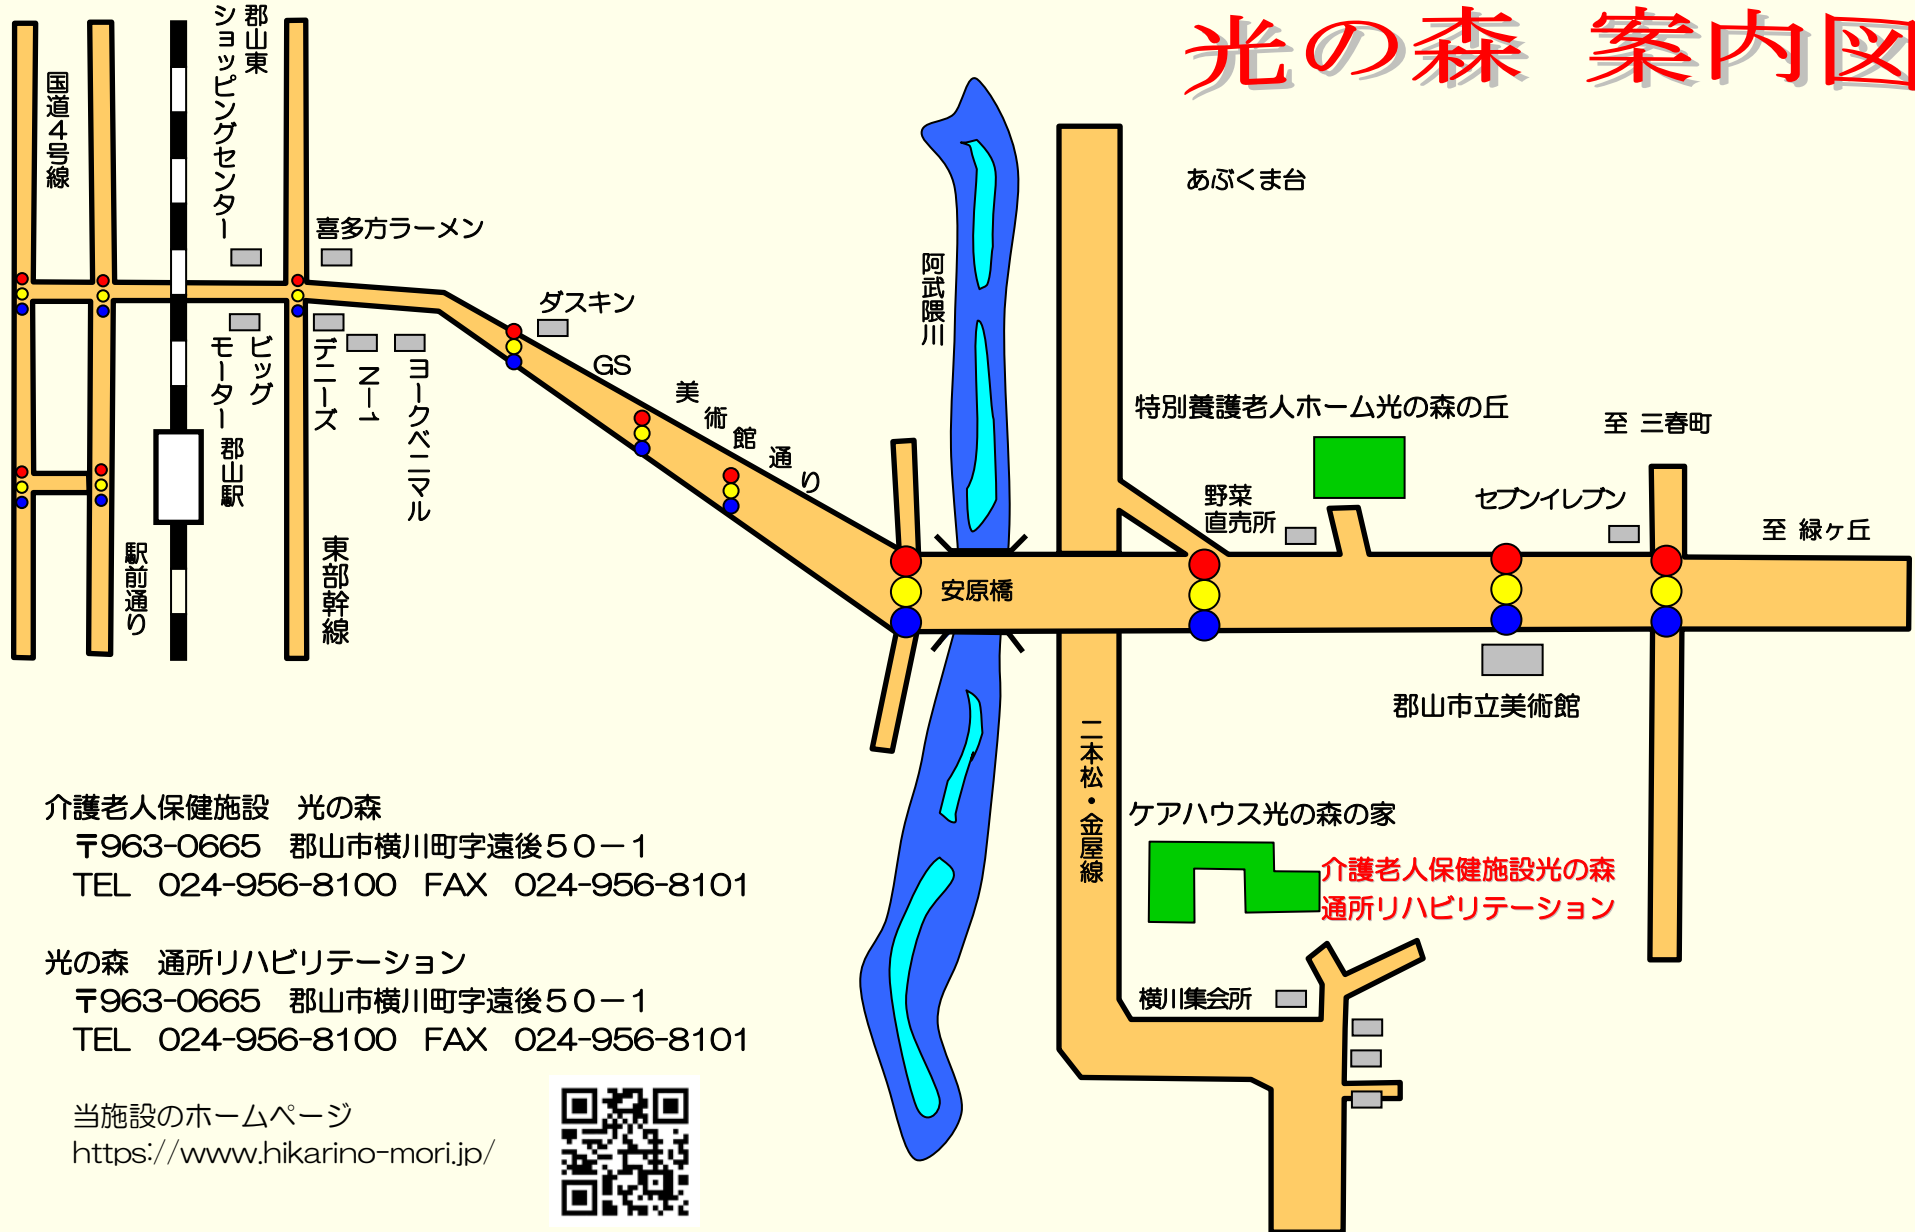 光の森 案内図
郡山東
ショッピングセンター
国道4号線
喜多方ラーメン
あぶくま台
阿武隈川
ダスキン
GS
美術館通り
ビッグ
モーター
デニーズ
N-1
ヨークベニマル
郡山駅
駅前通り
東部幹線
特別養護老人ホーム光の森の丘
至 三春町
野菜
直売所
セブンイレブン
至 緑ヶ丘
安原橋
郡山市立美術館
二本松・金屋線
ケアハウス光の森の家
介護老人保健施設光の森
通所リハビリテーション
横川集会所
介護老人保健施設 光の森
〒963-0665 郡山市横川町字遠後50-1
TEL 024-956-8100 FAX 024-956-8101
光の森 通所リハビリテーション
〒963-0665 郡山市横川町字遠後50-1
TEL 024-956-8100 FAX 024-956-8101
当施設のホームページ
https://www.hikarino-mori.jp/